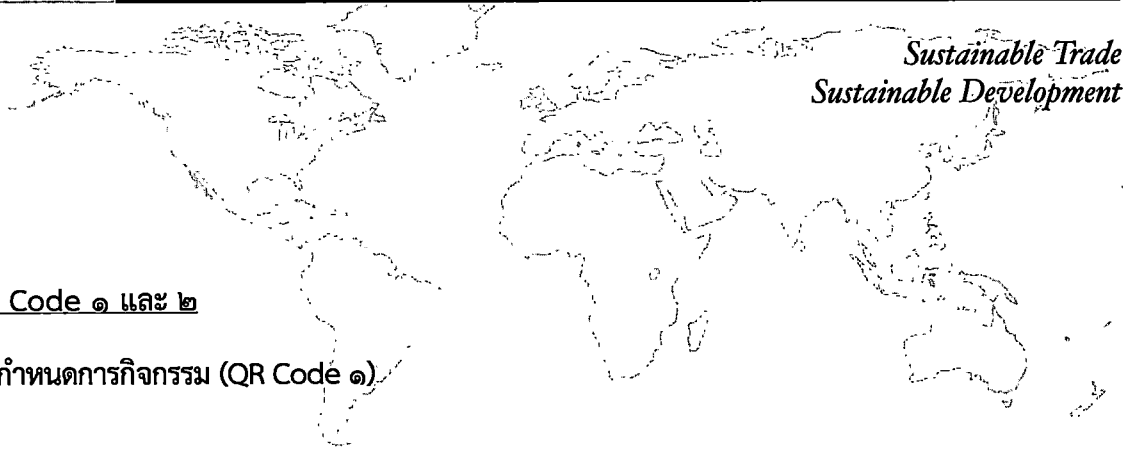 Sustainable Trade
Sustainable Development
Code ๑ และ ๒
กำหนดการกิจกรรม (QR Code ๑)